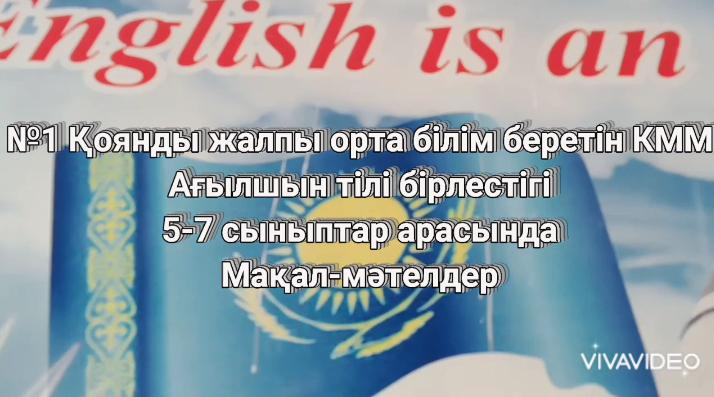 English is an
№1 Қоянды жалпы орта білім беретін КММ
Ағылшын тілі бірлестігі
5-7 сыныптар арасында
Мақал-мәтелдер
VIVAVIDEO